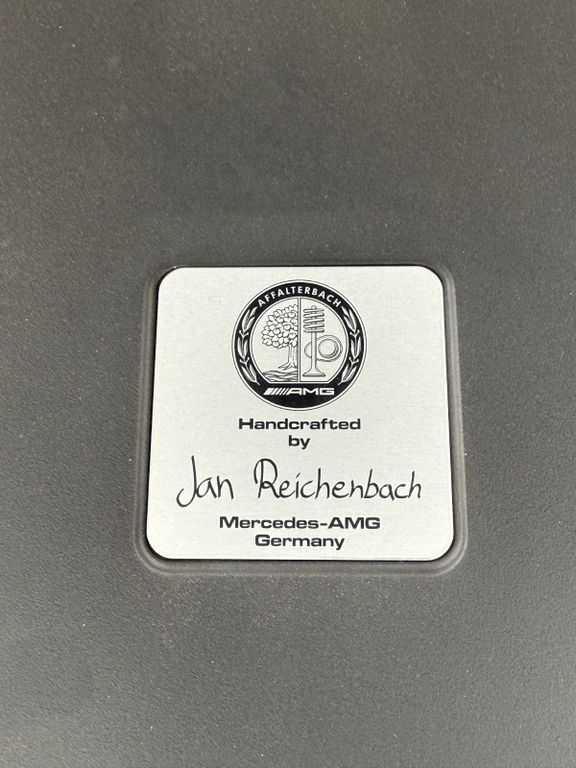 AFFALTERBACH
AMG
Handcrafted
by
Jan Reichenbach
Mercedes-AMG
Germany